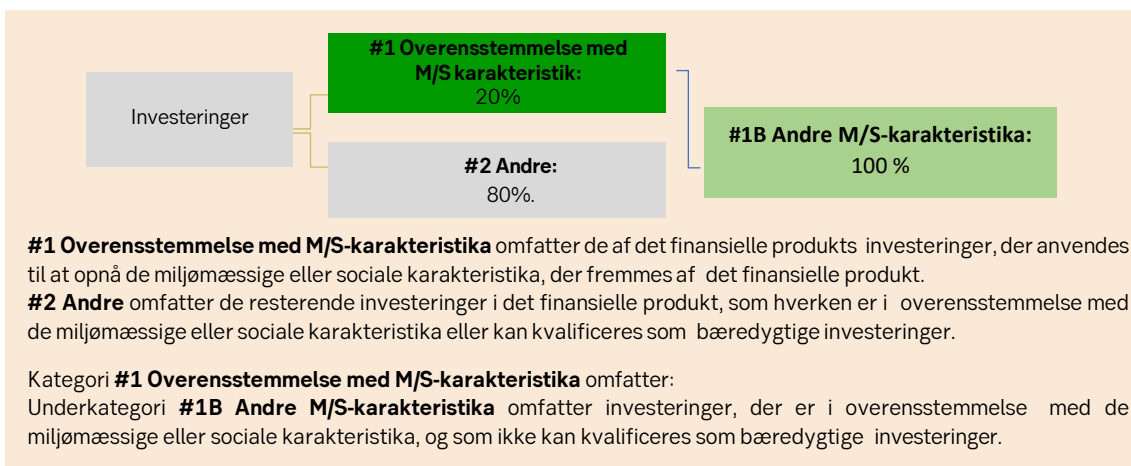 #1 Overensstemmelse med
M/S karakteristik:
20%
Investeringer
#1B Andre M/S-karakteristika:
100 %
#2 Andre:
80%.
#1 Overensstemmelse med M/S-karakteristika omfatter de af det finansielle produkts investeringer, der anvendes
til at opnå de miljømæssige eller sociale karakteristika, der fremmes af det finansielle produkt.
#2 Andre omfatter de resterende investeringer i det finansielle produkt, som hverken er i overensstemmelse med
de miljømæssige eller sociale karakteristika eller kan kvalificeres som bæredygtige investeringer.
Kategori #1 Overensstemmelse med M/S-karakteristika omfatter:
Underkategori #1B Andre M/S-karakteristika omfatter investeringer, der er i overensstemmelse med de
miljømæssige eller sociale karakteristika, og som ikke kan kvalificeres som bæredygtige investeringer.